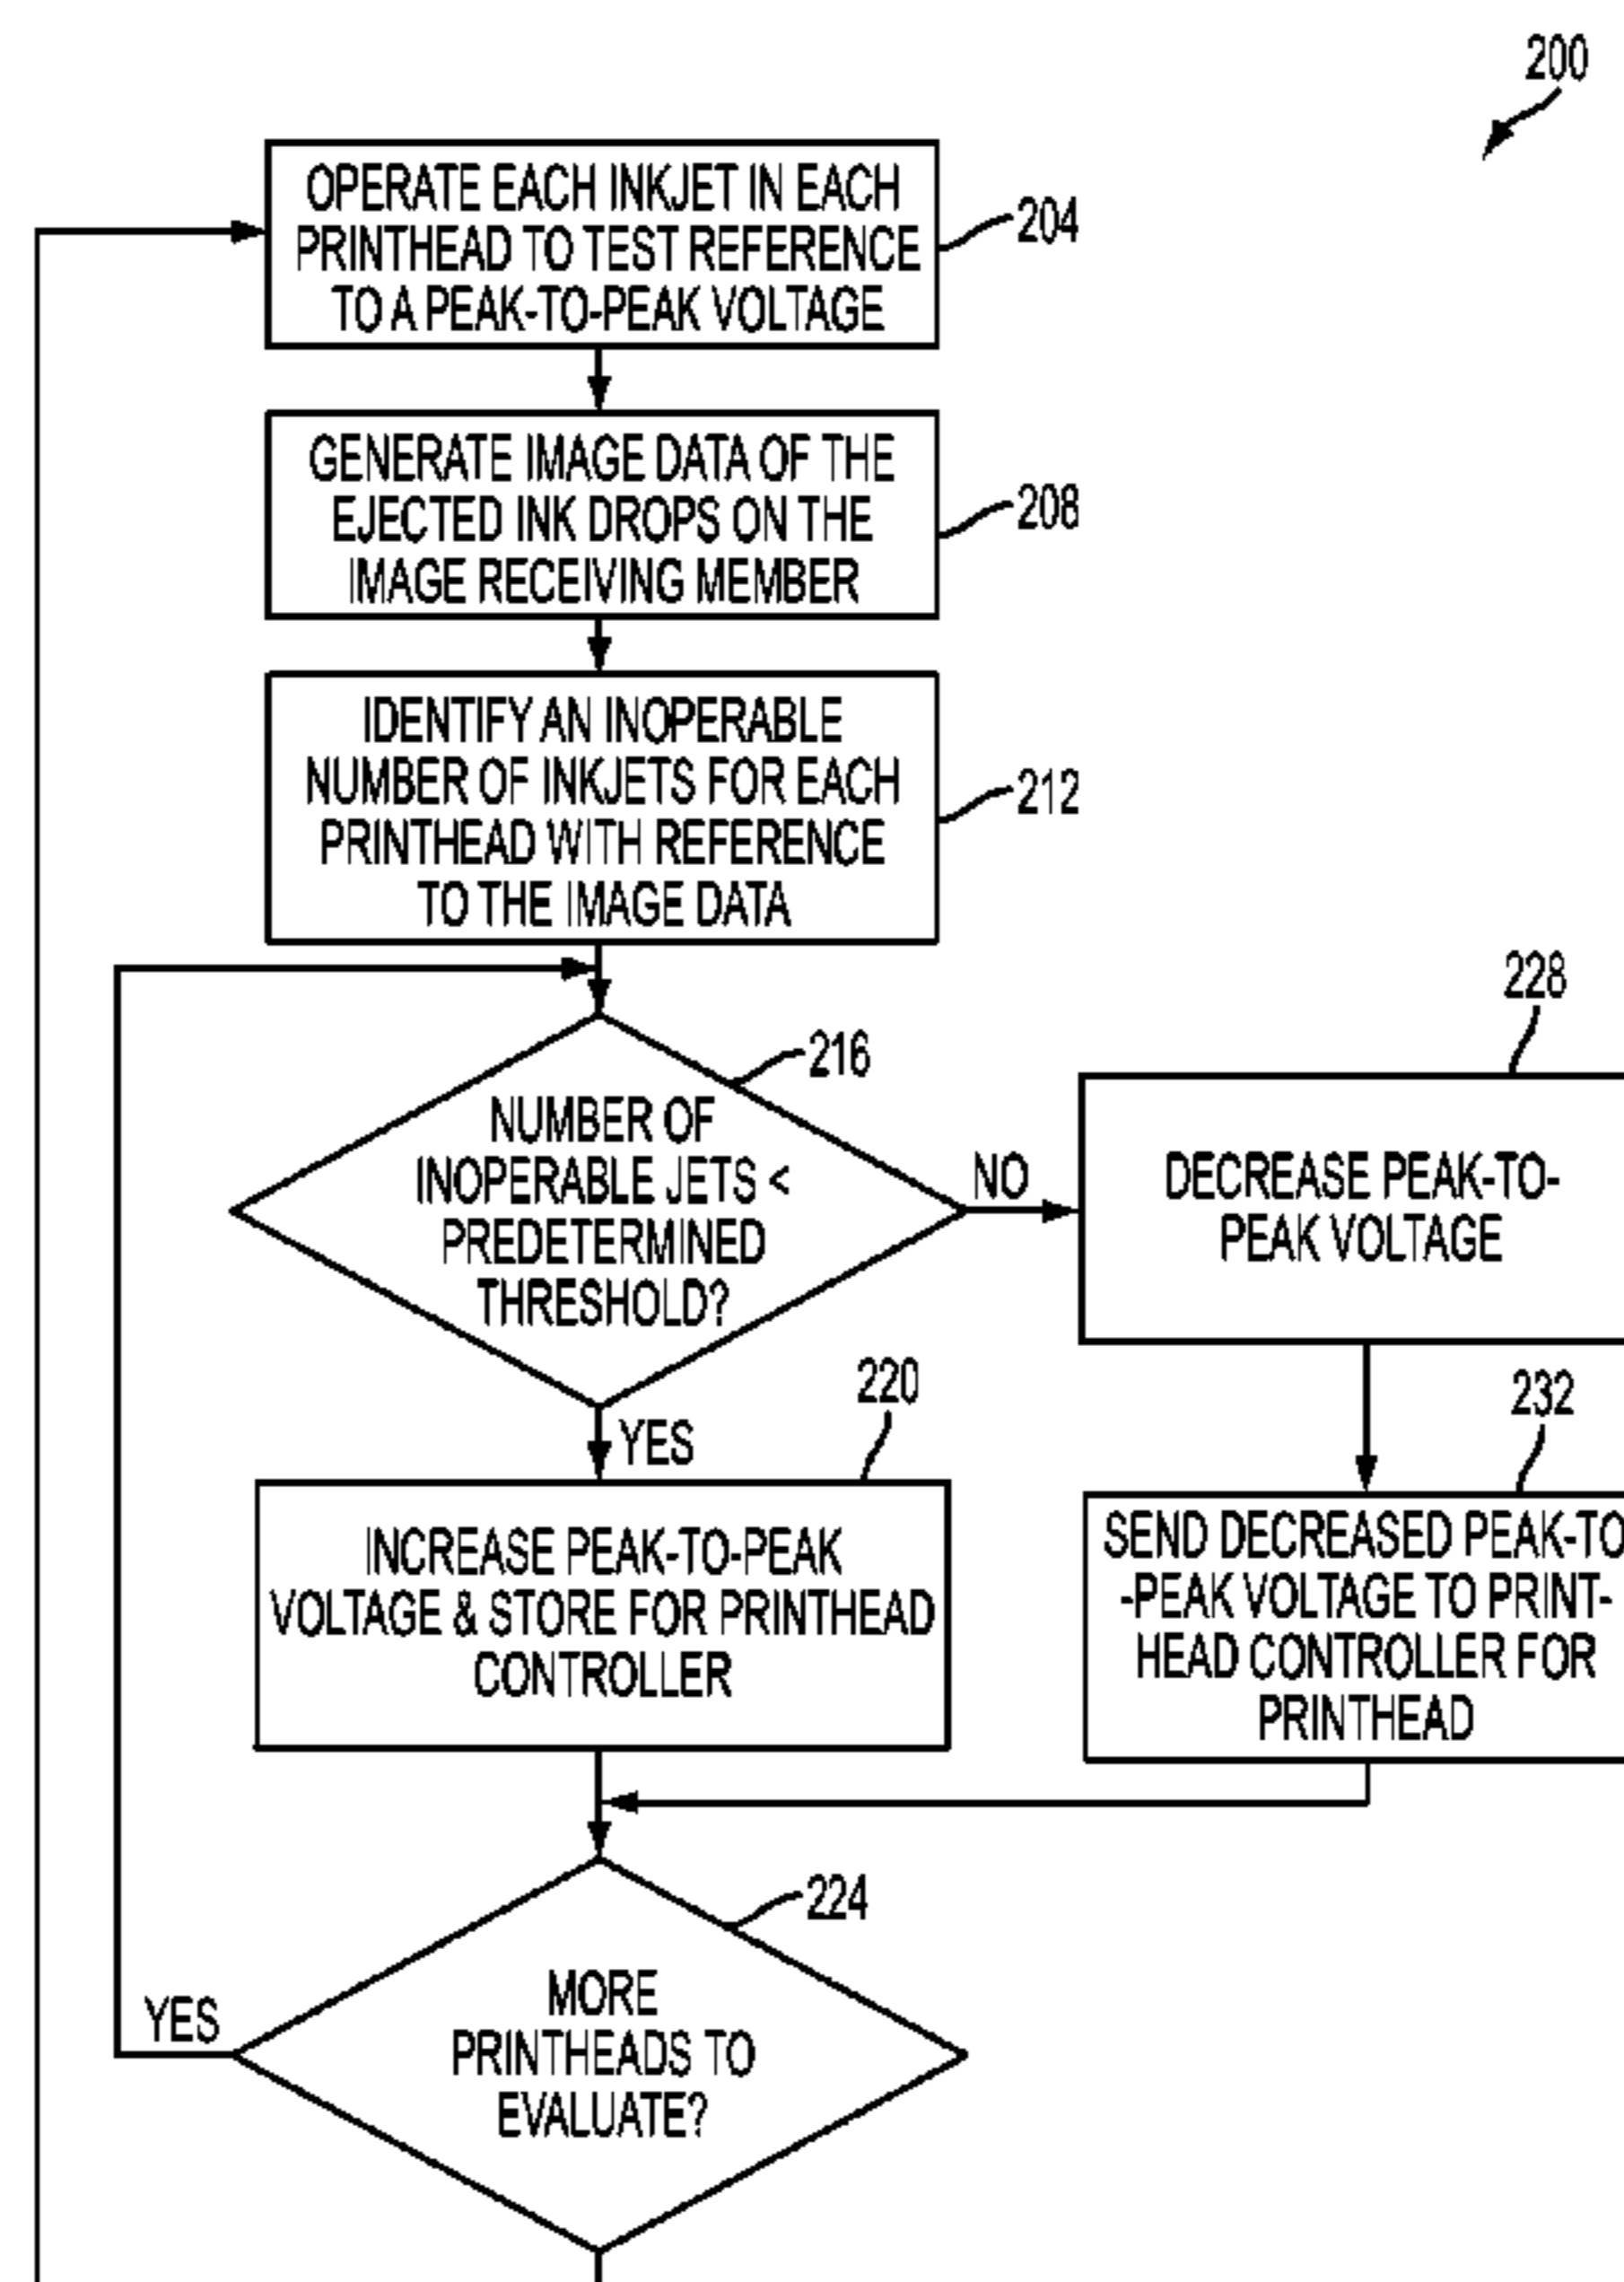 200
OPERATE EACH INKJET IN EACH
PRINTHEAD TO TEST REFERENCE
TO A PEAK-TO-PEAK VOLTAGE
204
GENERATE IMAGE DATA OF THE
EJECTED INK DROPS ON THE
IMAGE RECEIVING MEMBER
208
IDENTIFY AN INOPERABLE
NUMBER OF INKJETS FOR EACH
PRINTHEAD WITH REFERENCE
TO THE IMAGE DATA
212
216
NUMBER OF
INOPERABLE JETS <
PREDETERMINED
THRESHOLD?
NO
228
DECREASE PEAK-TO-
PEAK VOLTAGE
YES
220
INCREASE PEAK-TO-PEAK
VOLTAGE & STORE FOR PRINTHEAD
CONTROLLER
232
SEND DECREASED PEAK-TO
-PEAK VOLTAGE TO PRINT-
HEAD CONTROLLER FOR
PRINTHEAD
224
MORE
PRINTHEADS TO
EVALUATE?
YES